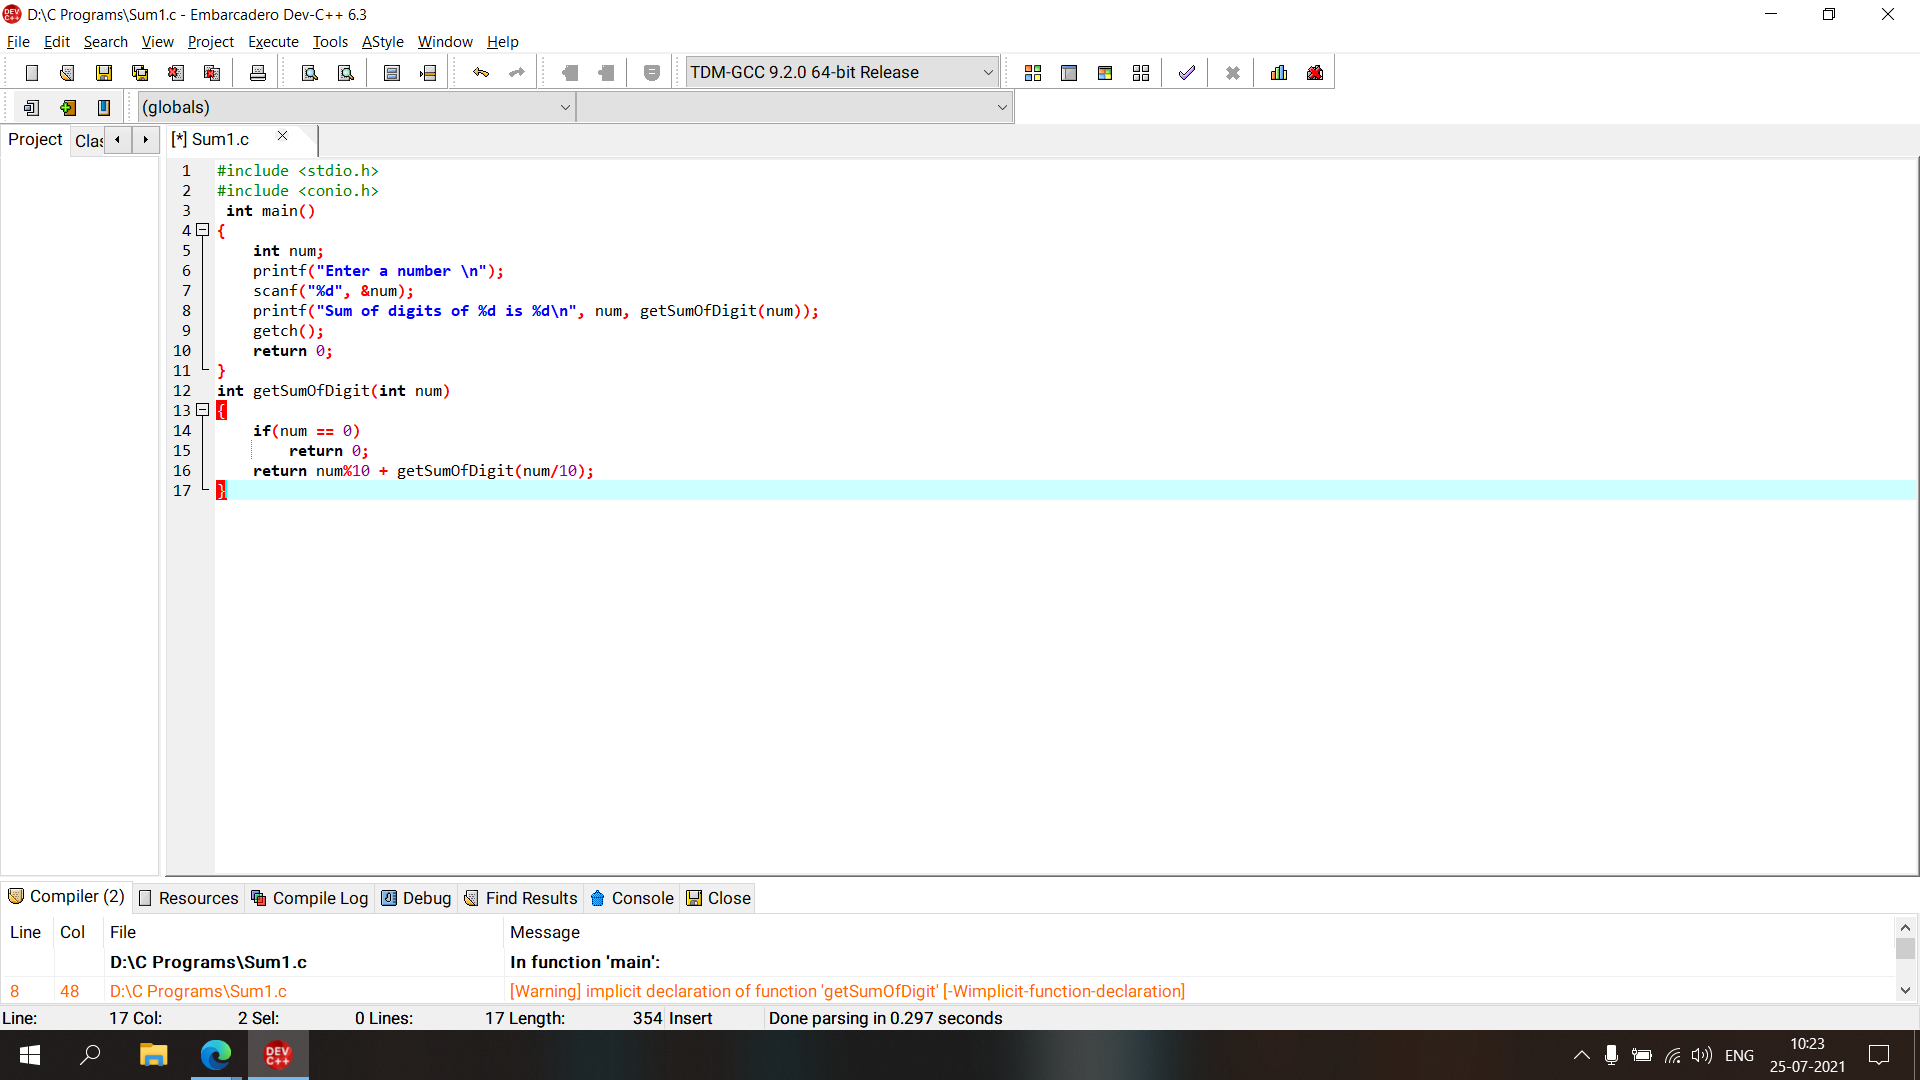 D:\C Programs\Sum1.c - Embarcadero Dev-C++ 6.3
File Edit Search View Project Execute Tools AStyle Window Help
TDM-GCC 9.2.0 64-bit Release
(globals)
Project Clas [*] Sum1.c
1 #include <stdio.h>
2 #include <conio.h>
3 int main()
4 {
5 int num;
6 printf("Enter a number \n");
7 scanf("%d", &num);
8 printf("Sum of digits of %d is %d\n", num, getSumOfDigit(num));
9 getch();
10 return 0;
11 }
12 int getSumOfDigit(int num)
13 {
14 if(num == 0)
15 return 0;
16 return num%10 + getSumOfDigit(num/10);
17 }
Compiler (2) Resources Compile Log Debug Find Results Console Close
Line Col File Message
D:\C Programs\Sum1.c In function 'main':
8 48 D:\C Programs\Sum1.c [Warning] implicit declaration of function 'getSumOfDigit' [-Wimplicit-function-declaration]
Line: 17 Col: 2 Sel: 0 Lines: 17 Length: 354 Insert Done parsing in 0.297 seconds
DEV C++ ENG 10:23
25-07-2021